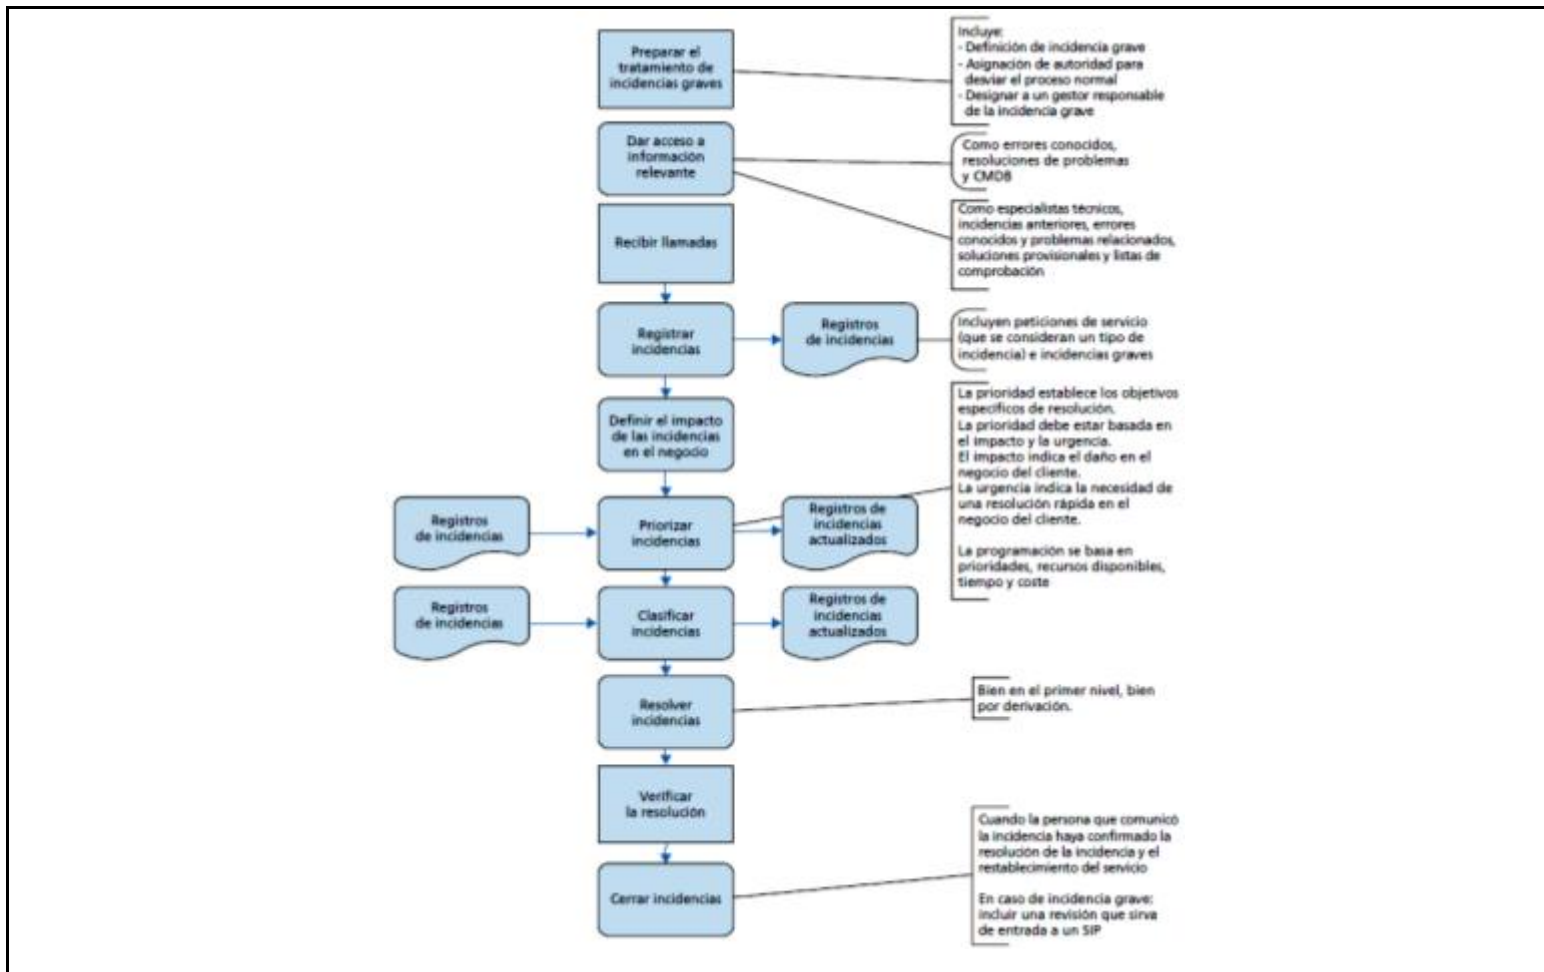 Preparar el
tratamiento de
incidencias graves
Incluye:
- Definición de incidencia grave
- Asignación de autoridad para
desviar el proceso normal
- Designar a un gestor responsable
de la incidencia grave
Dar acceso a
información
relevante
Como errores conocidos,
resoluciones de problemas
y CMDB
Como especialistas técnicos,
incidencias anteriores, errores
conocidos y problemas relacionados,
soluciones provisionales y listas de
comprobación
Recibir llamadas
Registrar
incidencias
Registros
de incidencias
Incluyen peticiones de servicio
(que se consideran un tipo de
incidencia) e incidencias graves
Definir el impacto
de las incidencias
en el negocio
La prioridad establece los objetivos
específicos de resolución.
La prioridad debe estar basada en
el impacto y la urgencia.
El impacto indica el daño en el
negocio del cliente.
La urgencia indica la necesidad de
una resolución rápida en el
negocio del cliente.
La programación se basa en
prioridades, recursos disponibles,
tiempo y coste
Registros
de incidencias
Priorizar
incidencias
Registros de
incidencias
actualizados
Registros
de incidencias
Clasificar
incidencias
Registros de
incidencias
actualizados
Resolver
incidencias
Bien en el primer nivel, bien
por derivación.
Verificar
la resolución
Cerrar incidencias
Cuando la persona que comunicó
la incidencia haya confirmado la
resolución de la incidencia y el
restablecimiento del servicio
En caso de incidencia grave:
incluir una revisión que sirva
de entrada a un SIP